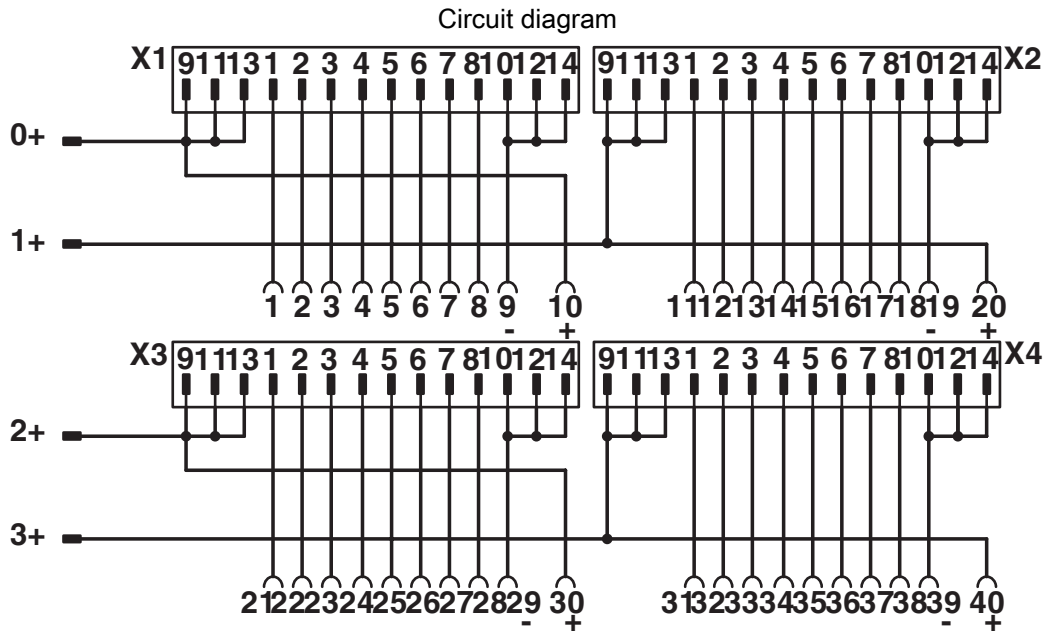 Circuit diagram
X1 9 11 13 1 2 3 4 5 6 7 8 10 12 14 9 11 13 1 2 3 4 5 6 7 8 10 12 14 X2
0+
1+
1 2 3 4 5 6 7 8 9 10 11 12 13 14 15 16 17 18 19 20
- + - +
X3 9 11 13 1 2 3 4 5 6 7 8 10 12 14 9 11 13 1 2 3 4 5 6 7 8 10 12 14 X4
2+
3+
21 22 23 24 25 26 27 28 29 30 31 32 33 34 35 36 37 38 39 40
- + - +